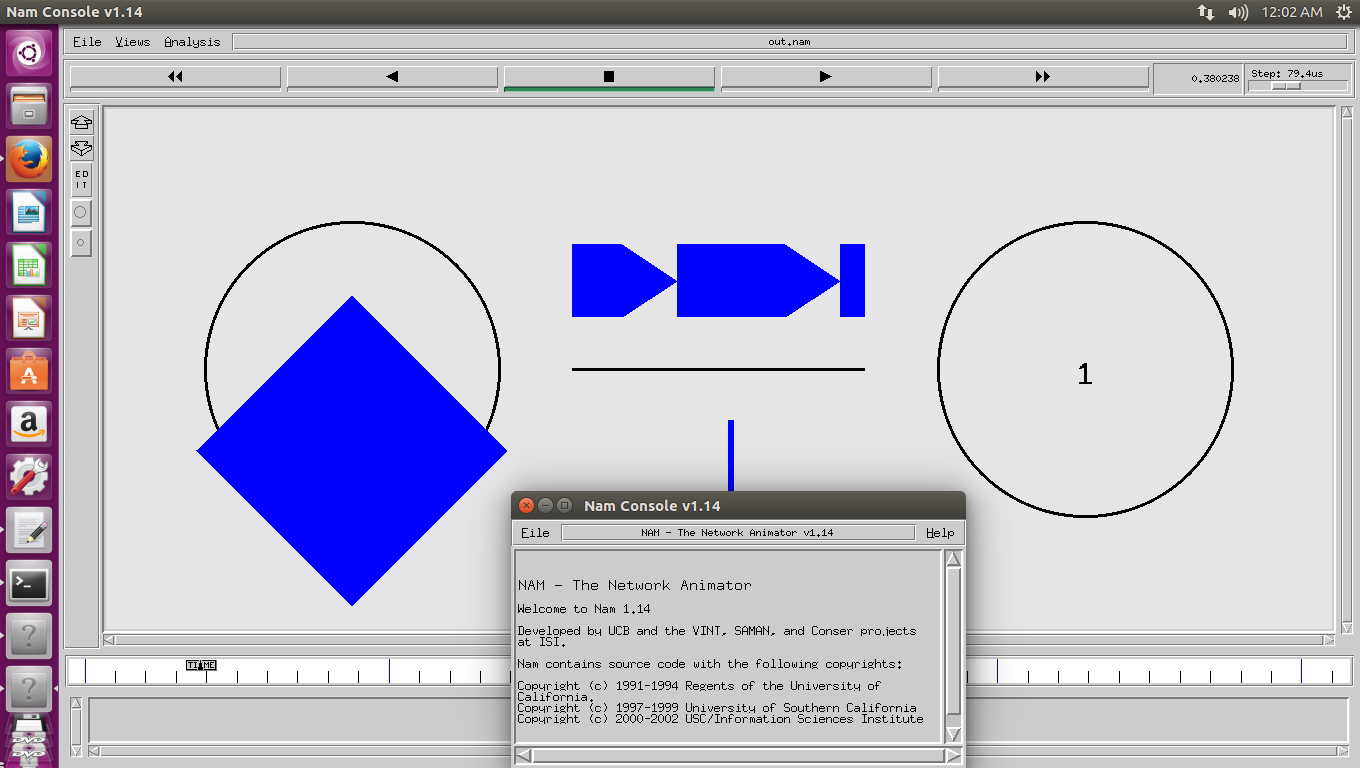 Nam Console v1.14
12:02 AM
Eile Views Analysis out.nam
0.380238 Step: 79.4us
ED
IT
1
TIME
Nam Console v1.14
Eile NAM - The Network Animator v1.14 Help
NAM - The Network Animator
Welcome to Nam 1.14
Developed by UCB and the VINT, SAMAN, and Conser projects
at ISI.
Nam contains source code with the following copyrights:
Copyright (c) 1991-1994 Regents of the University of
California.
Copyright (c) 1997-1999 University of Southern California
Copyright (c) 2000-2002 USC/Information Sciences Institute